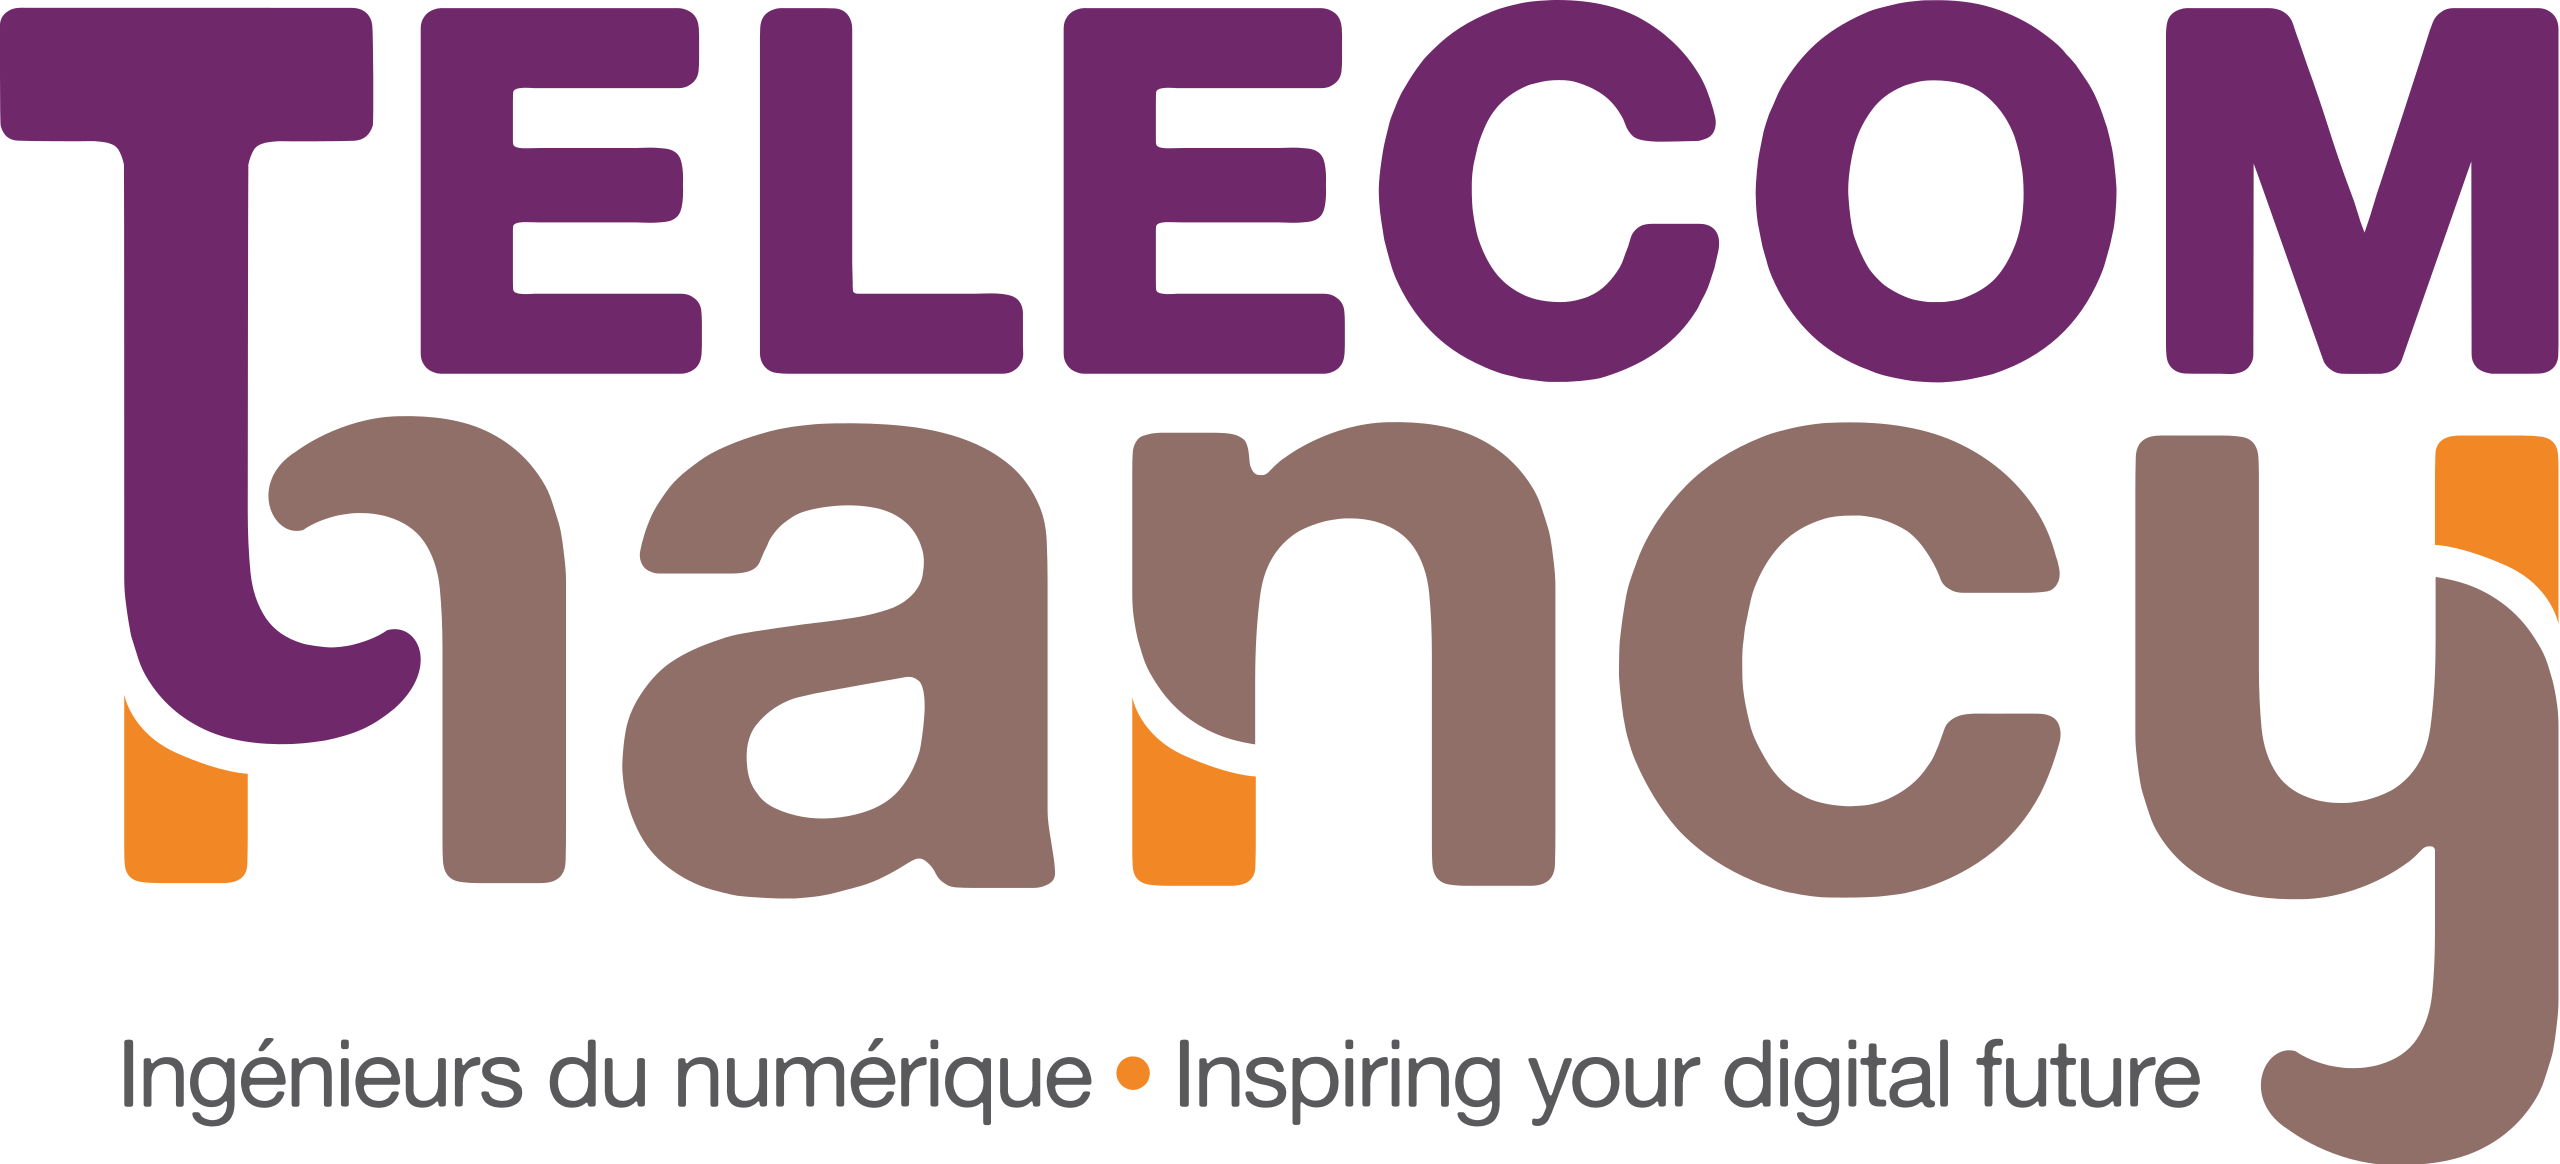 TELECOM
nancy
Ingénieurs du numérique • Inspiring your digital future